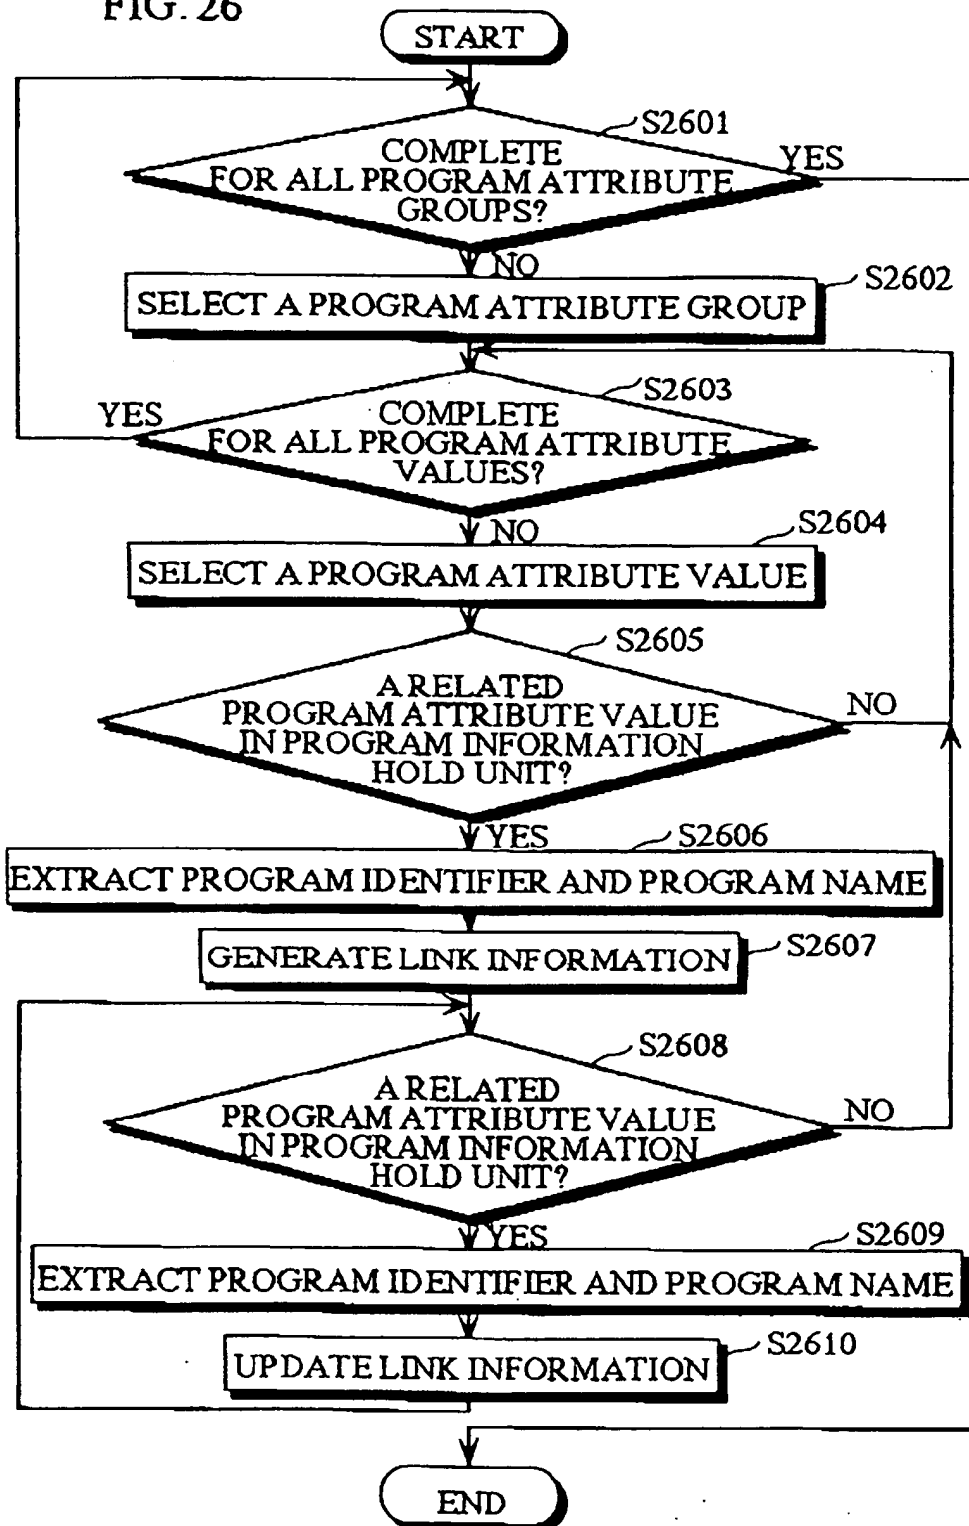 FIG. 26
START
S2601
COMPLETE
FOR ALL PROGRAM ATTRIBUTE
GROUPS?
YES
NO
S2602
SELECT A PROGRAM ATTRIBUTE GROUP
S2603
YES
COMPLETE
FOR ALL PROGRAM ATTRIBUTE
VALUES?
NO
S2604
SELECT A PROGRAM ATTRIBUTE VALUE
S2605
A RELATED
PROGRAM ATTRIBUTE VALUE
IN PROGRAM INFORMATION
HOLD UNIT?
NO
YES
S2606
EXTRACT PROGRAM IDENTIFIER AND PROGRAM NAME
S2607
GENERATE LINK INFORMATION
S2608
A RELATED
PROGRAM ATTRIBUTE VALUE
IN PROGRAM INFORMATION
HOLD UNIT?
NO
YES
S2609
EXTRACT PROGRAM IDENTIFIER AND PROGRAM NAME
S2610
UPDATE LINK INFORMATION
END